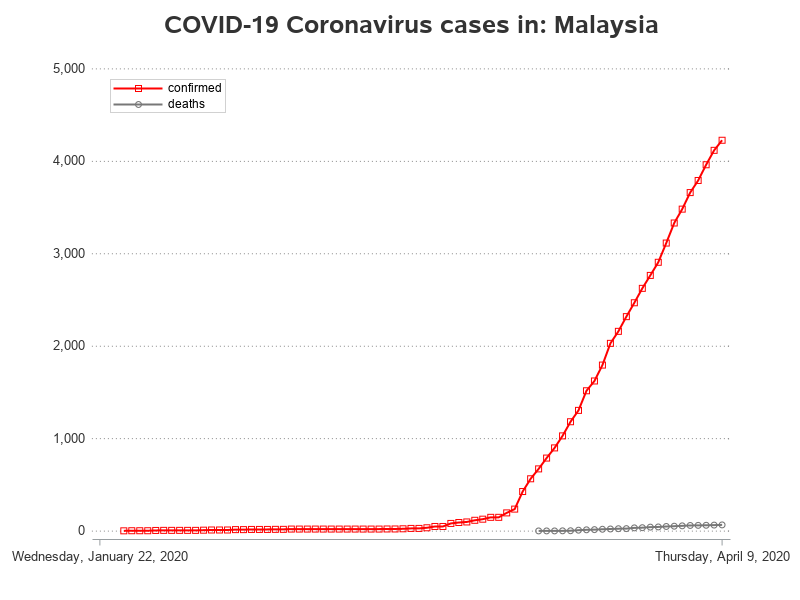 COVID-19 Coronavirus cases in: Malaysia
5,000
confirmed
deaths
4,000
3,000
2,000
1,000
0
Wednesday, January 22, 2020
Thursday, April 9, 2020